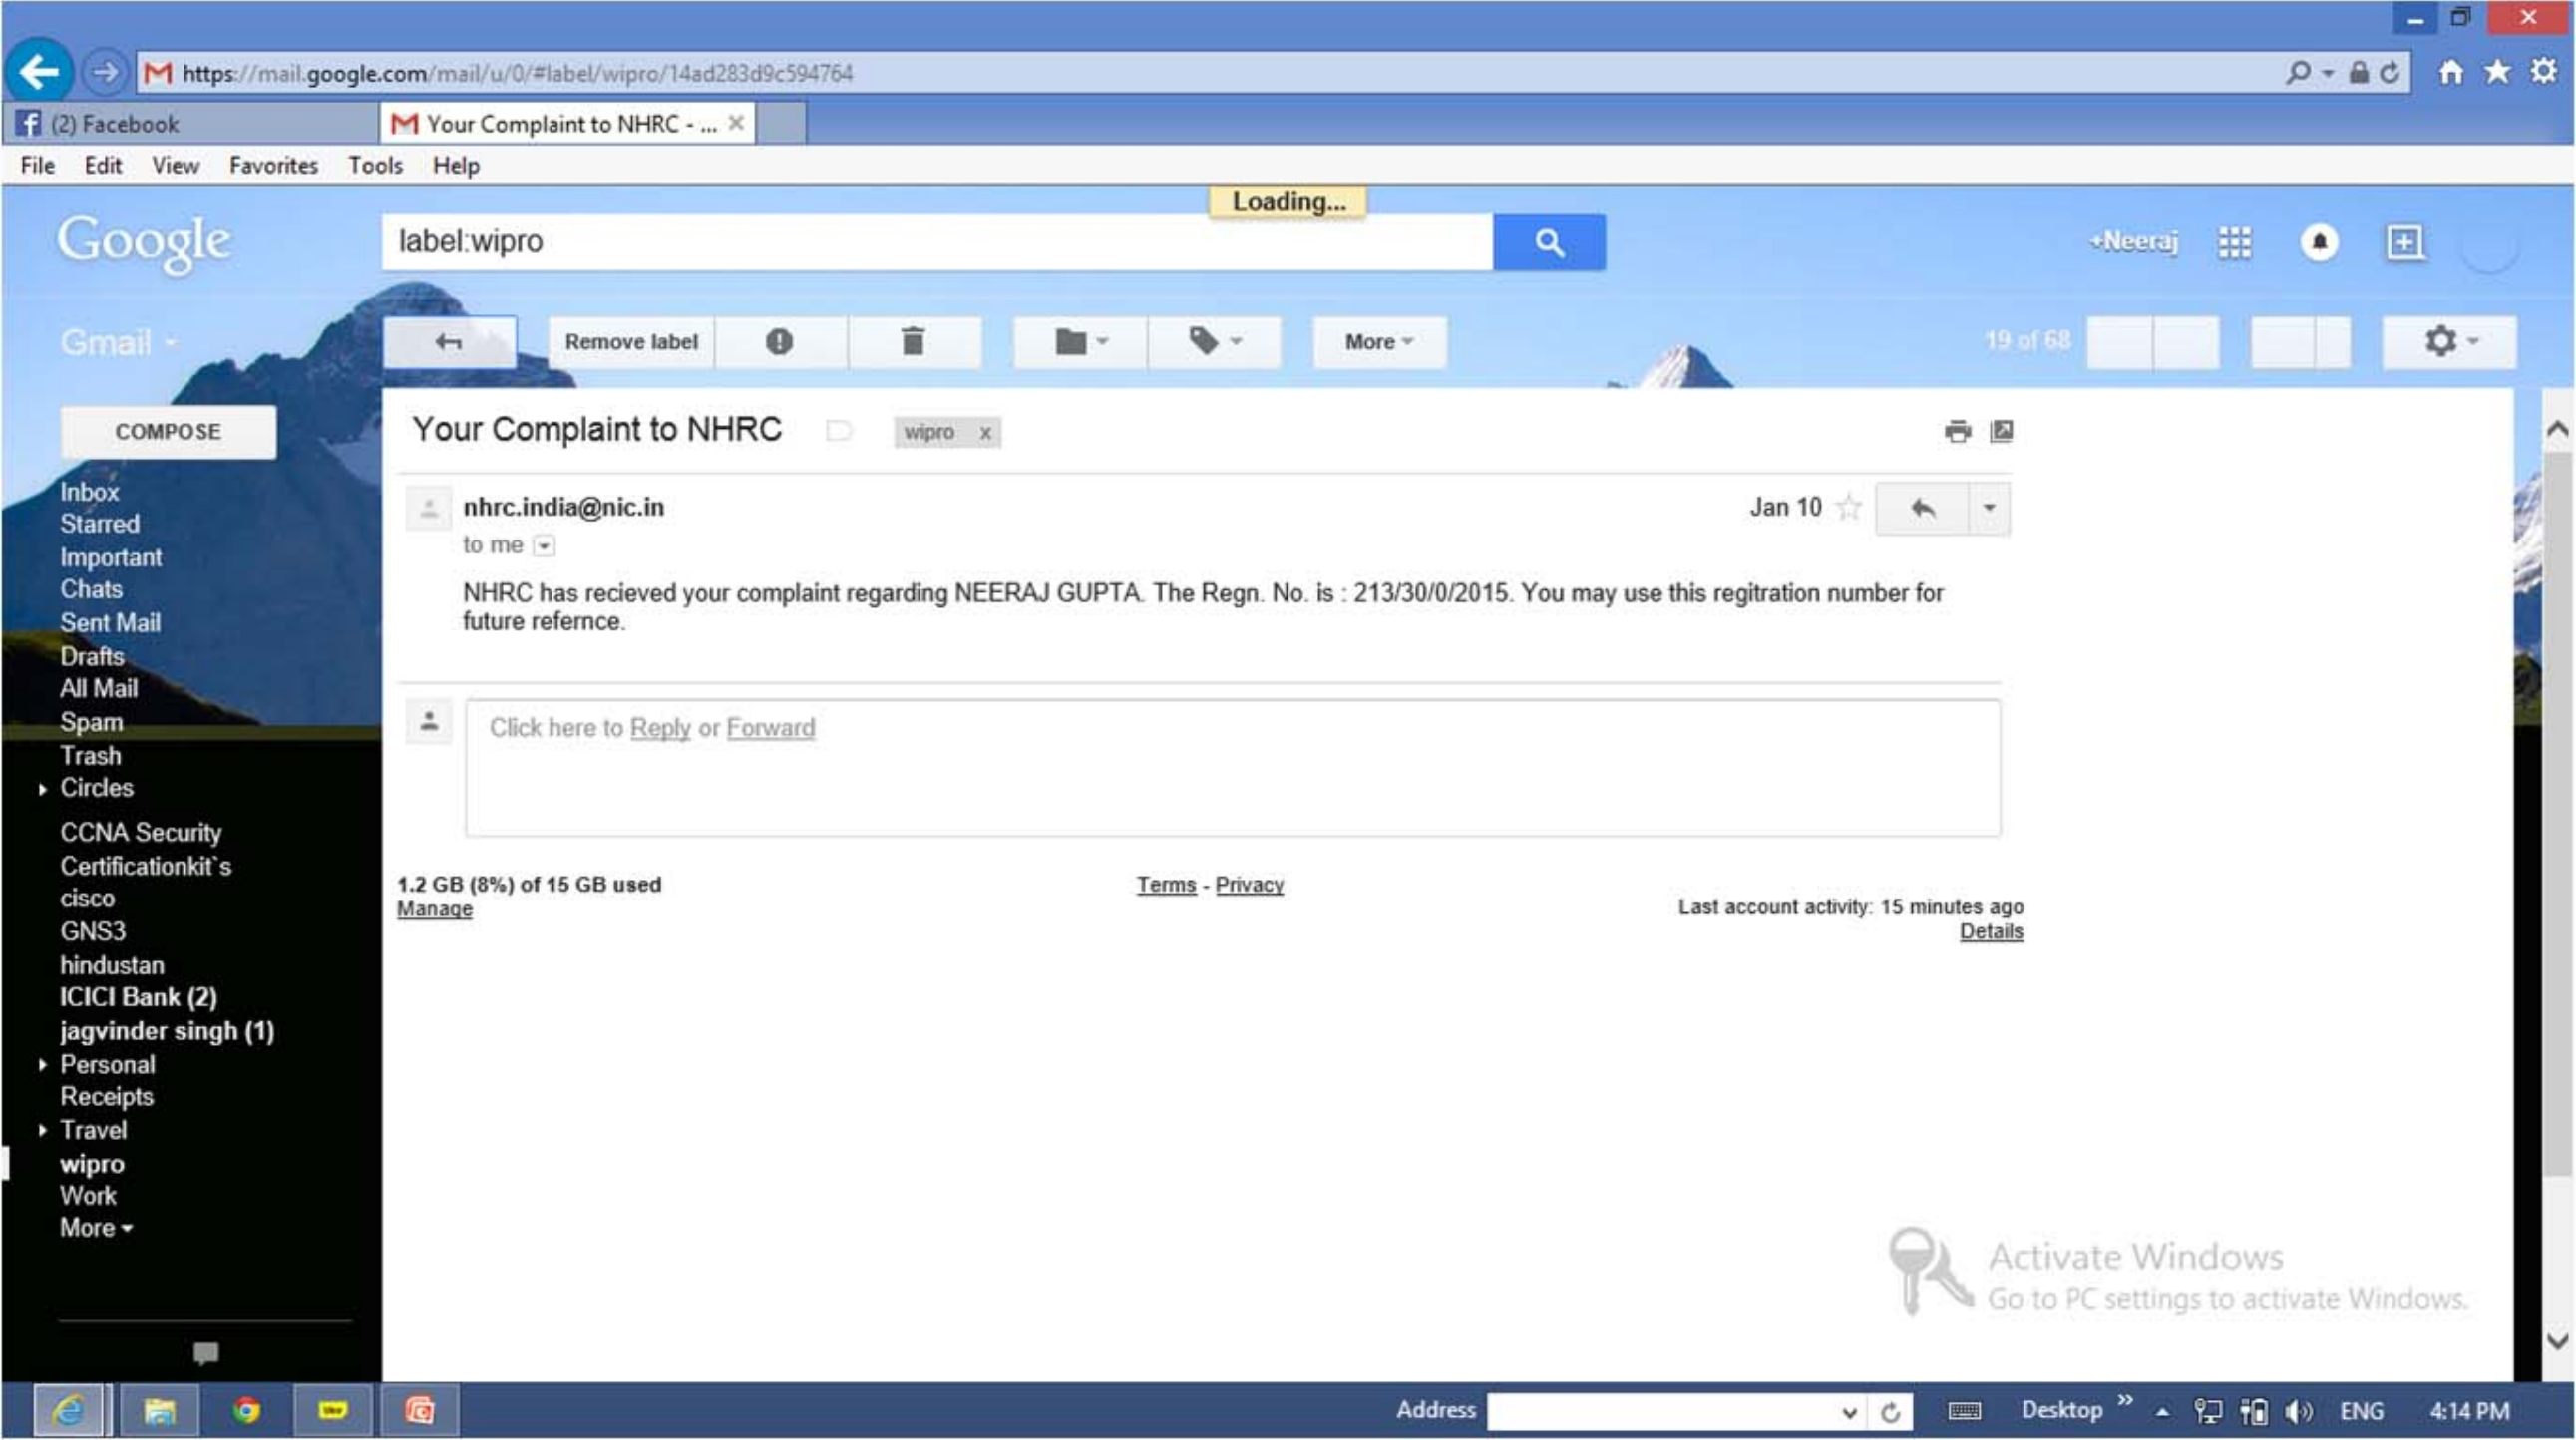 https://mail.google.com/mail/u/0/#label/wipro/14ad283d9c594764
(2) Facebook
Your Complaint to NHRC - ...
File Edit View Favorites Tools Help
Loading...
Google
label:wipro
+Neeraj
Gmail
Remove label
More
19 of 68
COMPOSE
Your Complaint to NHRC
wipro x
Inbox
Starred
Important
Chats
Sent Mail
Drafts
All Mail
Spam
Trash
Circles
CCNA Security
Certificationkit`s
cisco
GNS3
hindustan
ICICI Bank (2)
jagvinder singh (1)
Personal
Receipts
Travel
wipro
Work
More
nhrc.india@nic.in
Jan 10
to me
NHRC has recieved your complaint regarding NEERAJ GUPTA. The Regn. No. is : 213/30/0/2015. You may use this regitration number for
future refernce.
Click here to Reply or Forward
1.2 GB (8%) of 15 GB used
Manage
Terms - Privacy
Last account activity: 15 minutes ago
Details
Activate Windows
Go to PC settings to activate Windows.
Address
Desktop
ENG
4:14 PM